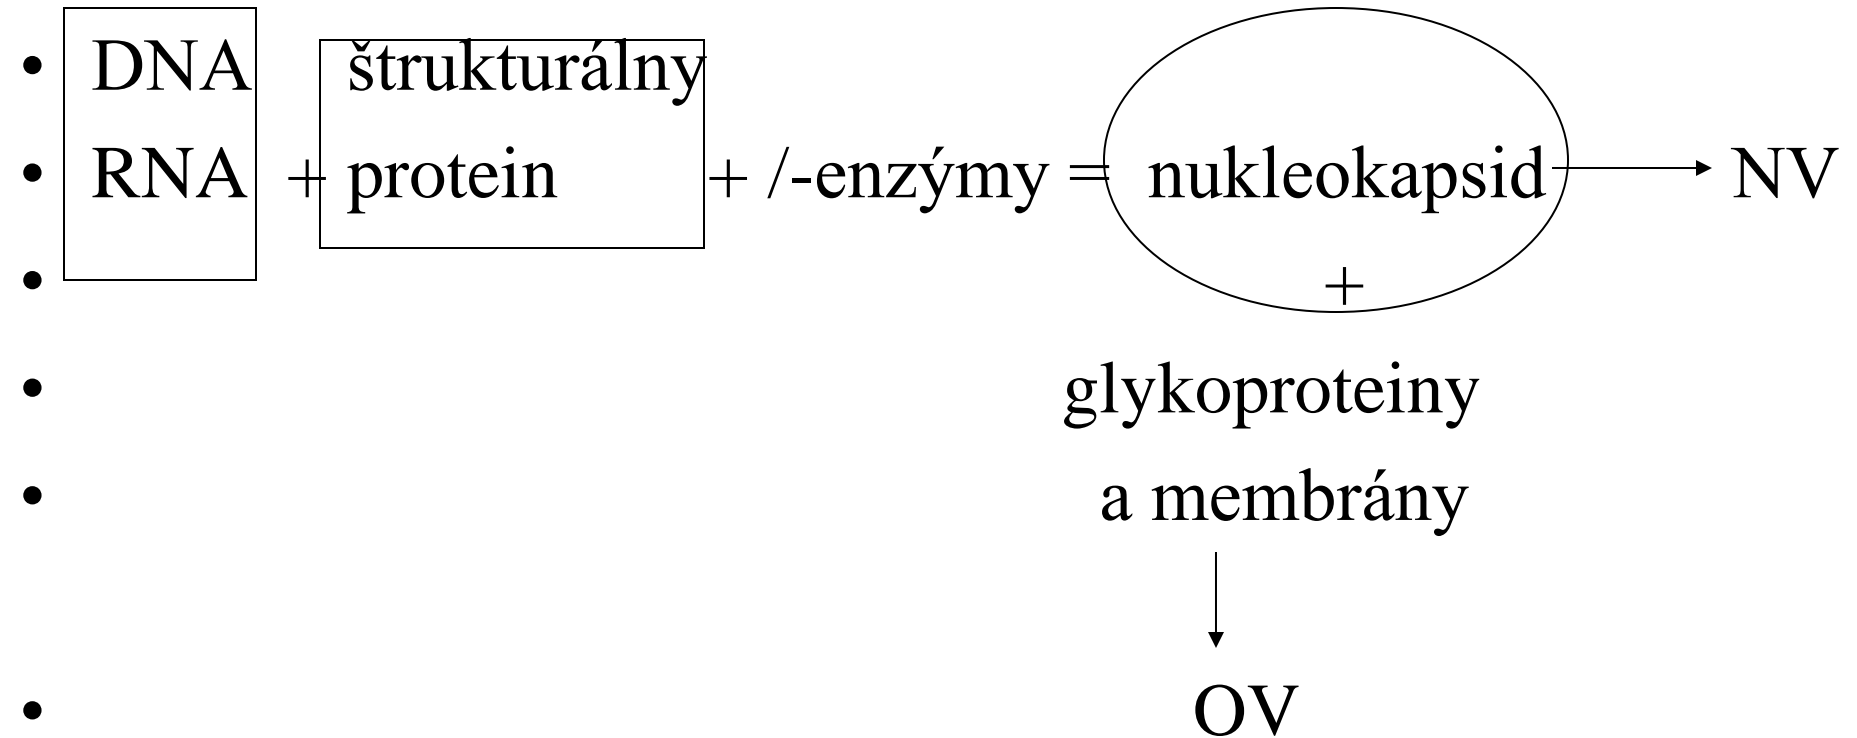 • DNA štrukturálny
• RNA + protein + /-enzýmy = nukleokapsid NV
• +
• glykoproteiny
• a membrány
• OV